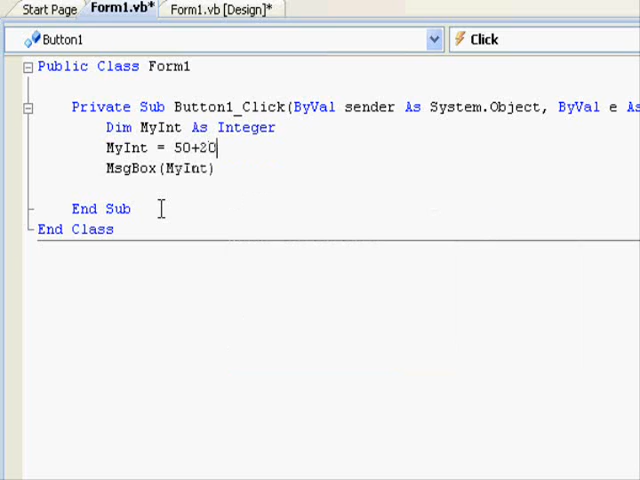 Start Page Form1.vb* Form1.vb [Design]*
Button1 Click
Public Class Form1
Private Sub Button1_Click(ByVal sender As System.Object, ByVal e As
Dim MyInt As Integer
MyInt = 50+20
MsgBox(MyInt)
End Sub
End Class